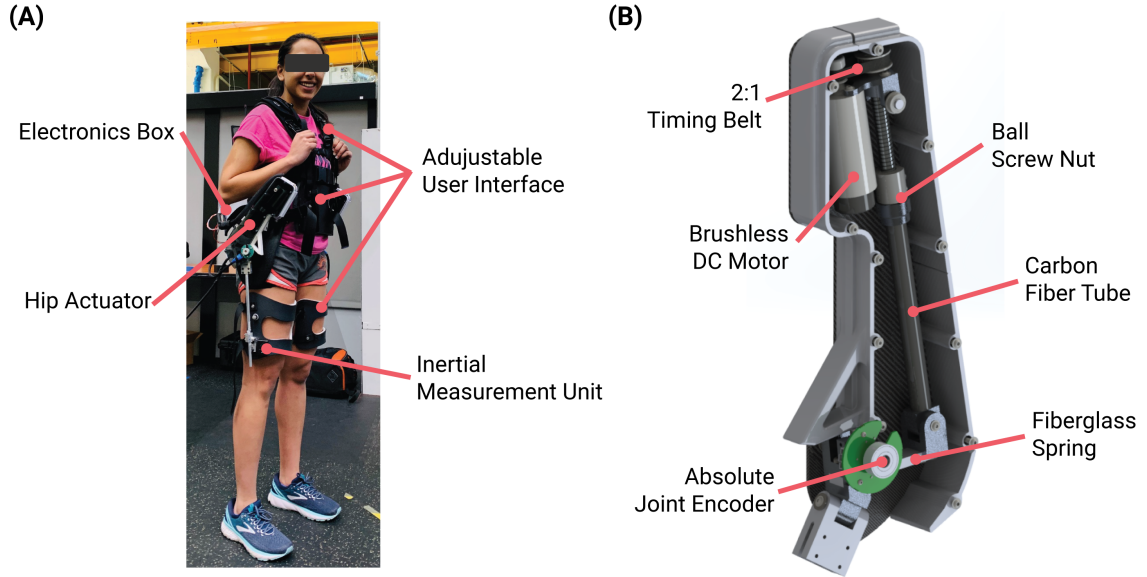 (A)
Electronics Box
Hip Actuator
Adujustable
User Interface
Inertial
Measurement Unit
(B)
2:1
Timing Belt
Brushless
DC Motor
Ball
Screw Nut
Carbon
Fiber Tube
Fiberglass
Spring
Absolute
Joint Encoder